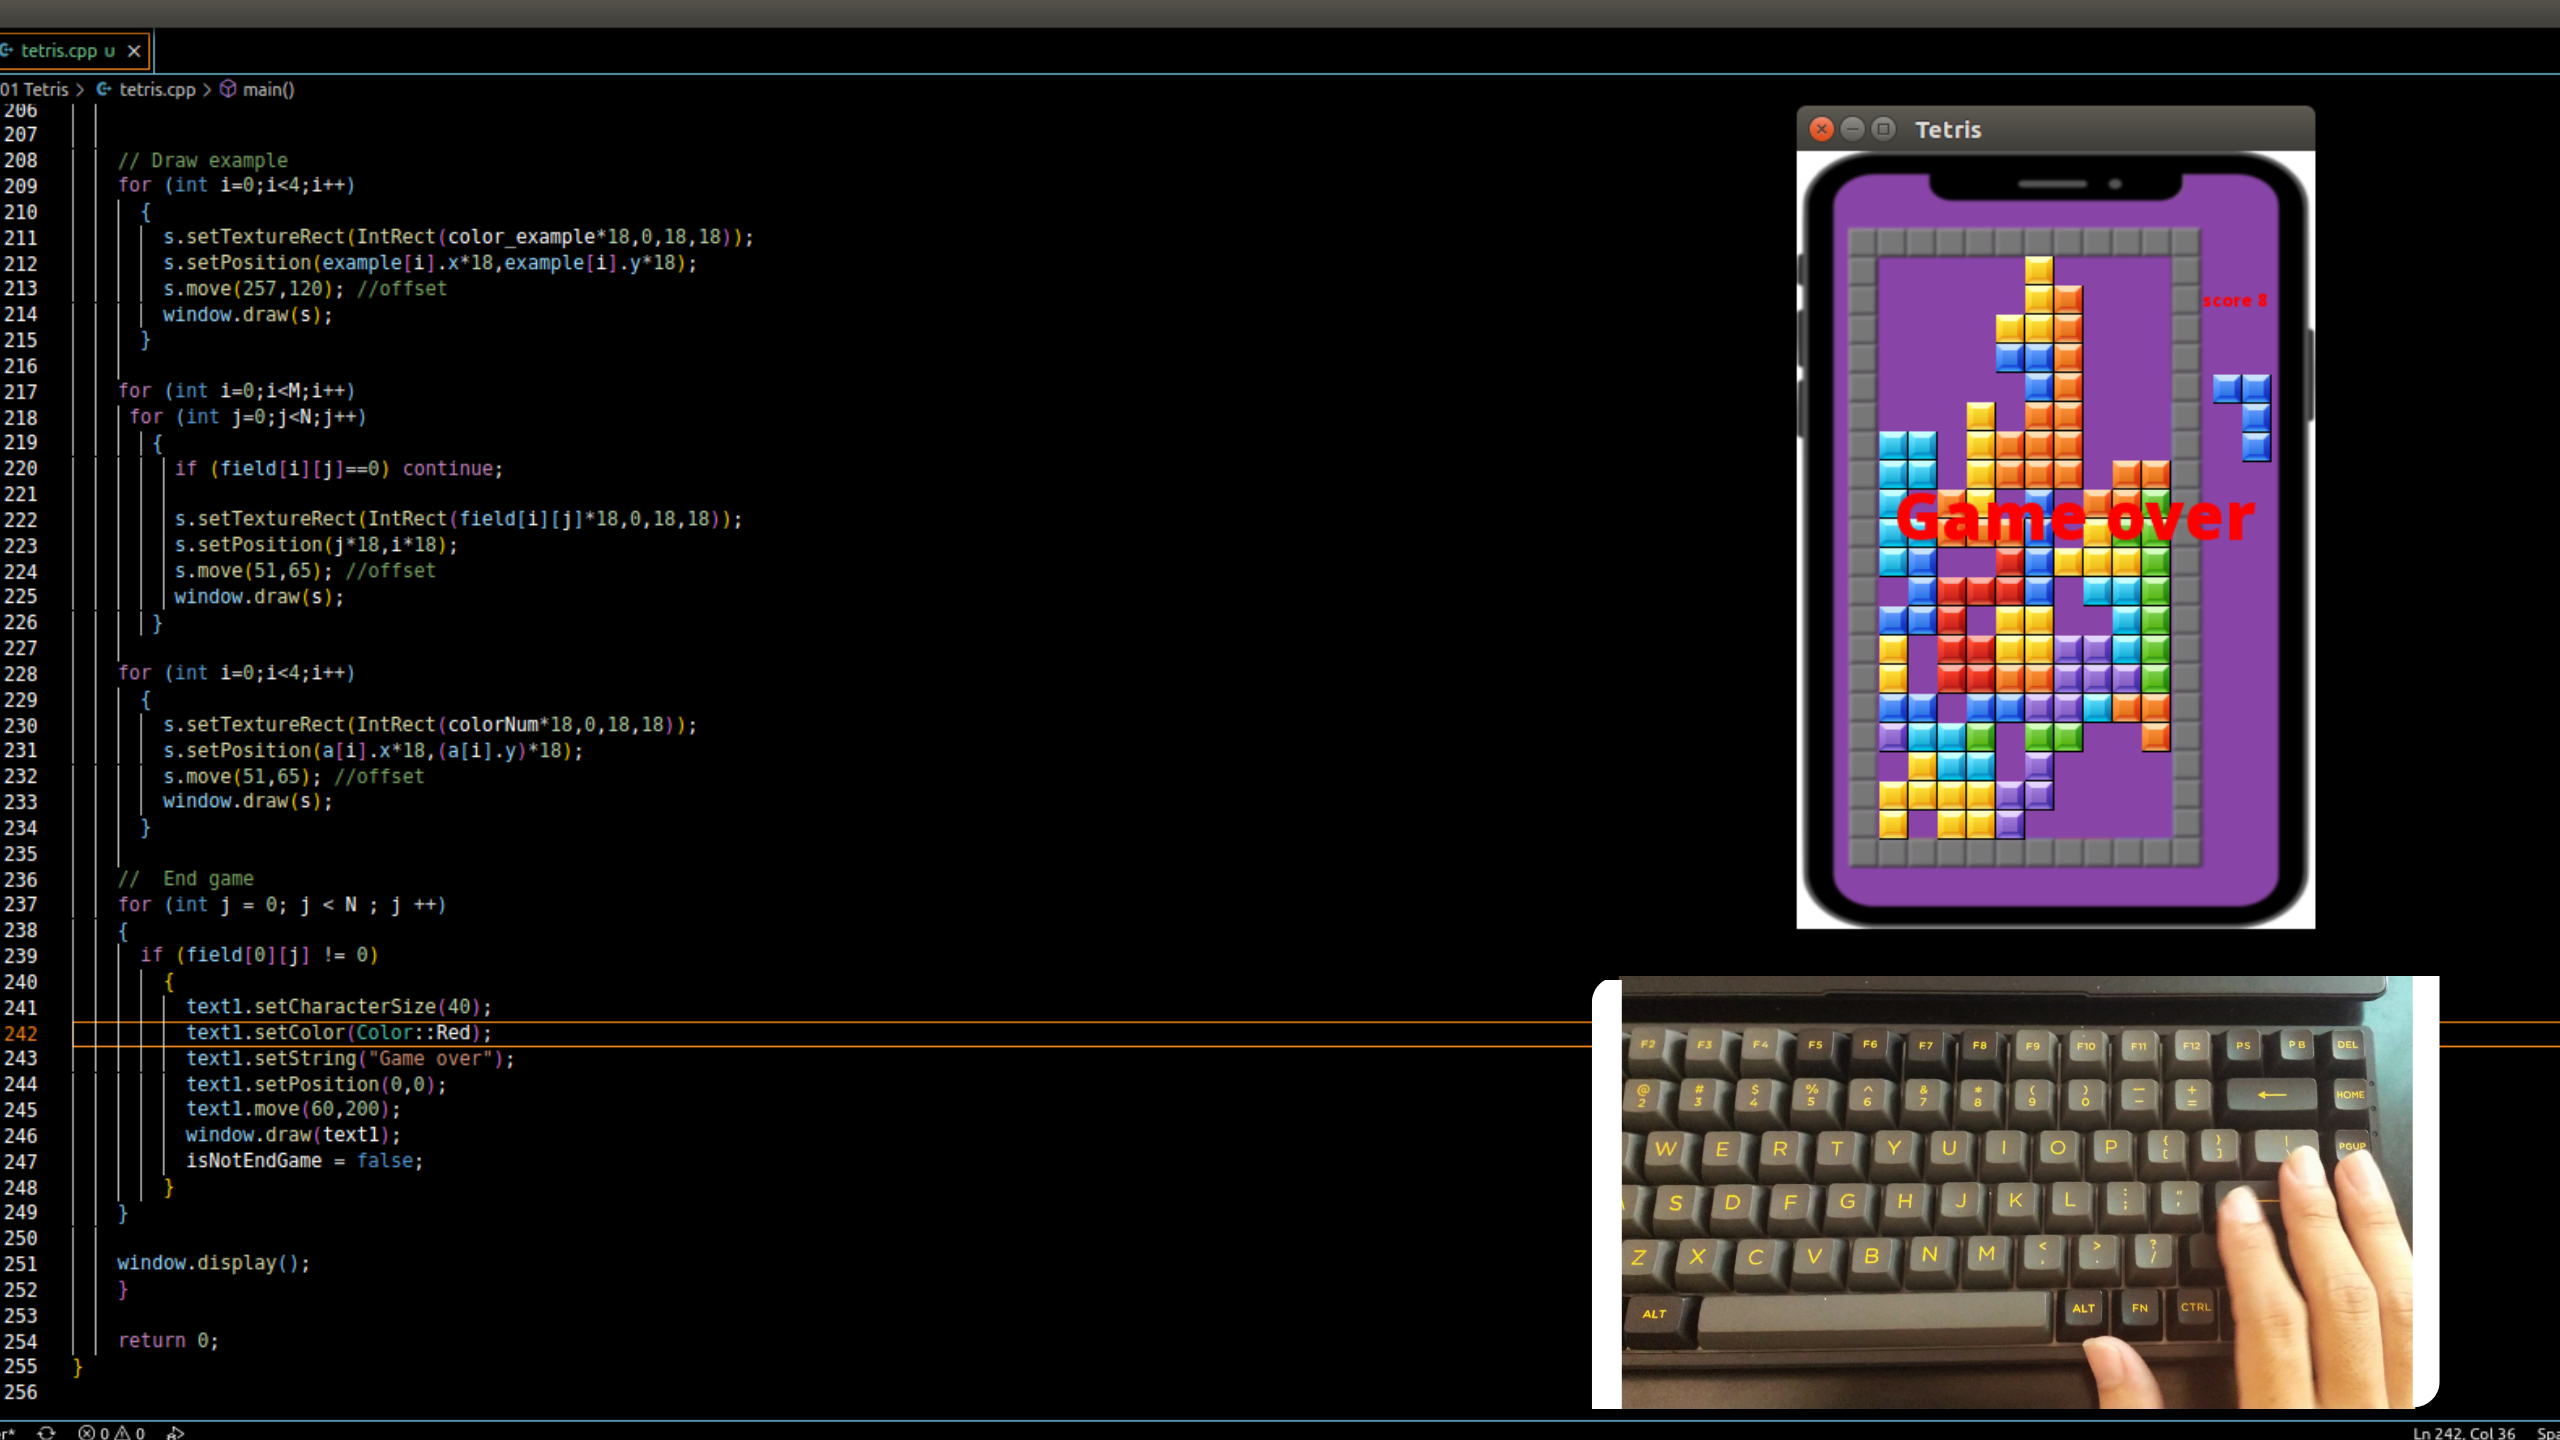 tetris.cpp U
01 Tetris > tetris.cpp > main()
206
207
208 // Draw example
209 for (int i=0;i<4;i++)
210 {
211 s.setTextureRect(IntRect(color_example*18,0,18,18));
212 s.setPosition(example[i].x*18,example[i].y*18);
213 s.move(257,120); //offset
214 window.draw(s);
215 }
216
217 for (int i=0;i<M;i++)
218 for (int j=0;j<N;j++)
219 {
220 if (field[i][j]==0) continue;
221
222 s.setTextureRect(IntRect(field[i][j]*18,0,18,18));
223 s.setPosition(j*18,i*18);
224 s.move(51,65); //offset
225 window.draw(s);
226 }
227
228 for (int i=0;i<4;i++)
229 {
230 s.setTextureRect(IntRect(colorNum*18,0,18,18));
231 s.setPosition(a[i].x*18,(a[i].y)*18);
232 s.move(51,65); //offset
233 window.draw(s);
234 }
235
236 //  End game
237 for (int j = 0; j < N ; j ++)
238 {
239 if (field[0][j] != 0)
240 {
241 text1.setCharacterSize(40);
242 text1.setColor(Color::Red);
243 text1.setString("Game over");
244 text1.setPosition(0,0);
245 text1.move(60,200);
246 window.draw(text1);
247 isNotEndGame = false;
248 }
249 }
250
251 window.display();
252 }
253
254 return 0;
255 }
256
Tetris
score 8
Game over
F2 F3 F4 F5 F6 F7 F8 F9 F10 F11 F12 PS PB DEL
@ # $ % ^ & * ( ) — +
2 3 4 5 6 7 8 9 0 - = ← HOME
W E R T Y U I O P { [ } ] | PGUP
S D F G H J K L : ; " '
Z X C V B N M < , > . ? /
ALT ALT FN CTRL
0 0
Ln 242, Col 36